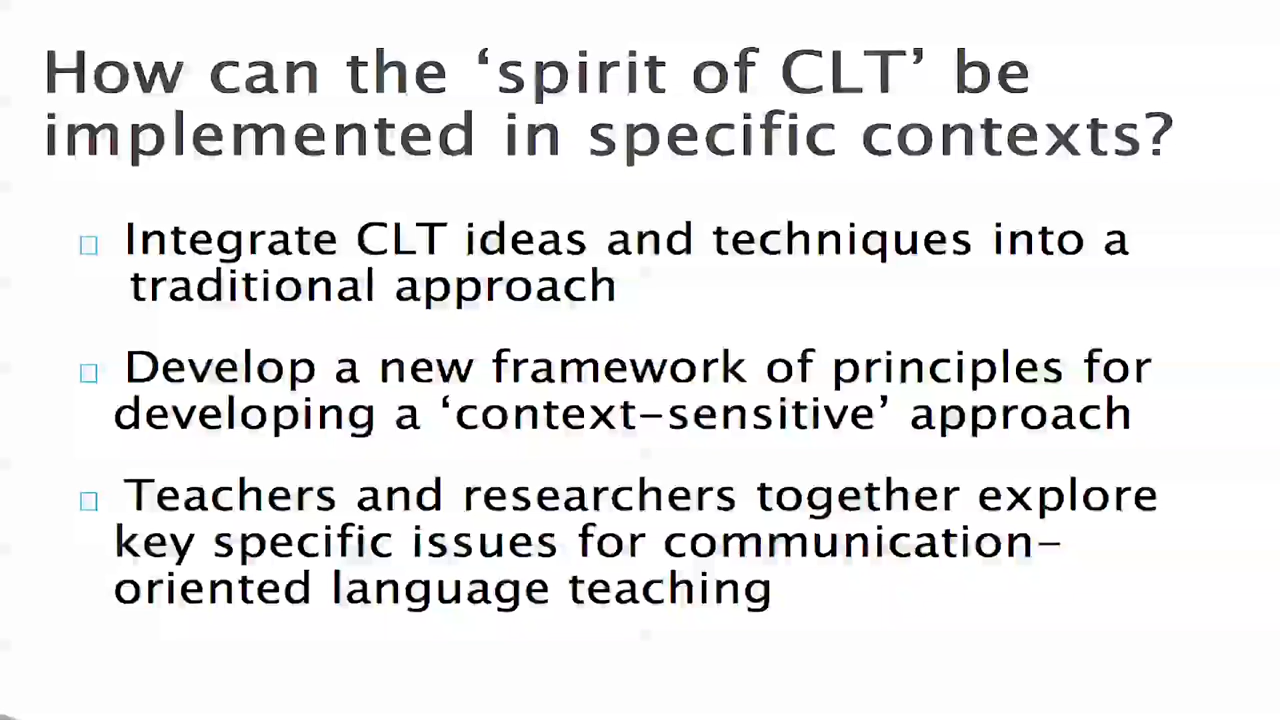 How can the ‘spirit of CLT’ be
implemented in specific contexts?
Integrate CLT ideas and techniques into a
traditional approach
Develop a new framework of principles for
developing a ‘context-sensitive’ approach
Teachers and researchers together explore
key specific issues for communication-
oriented language teaching